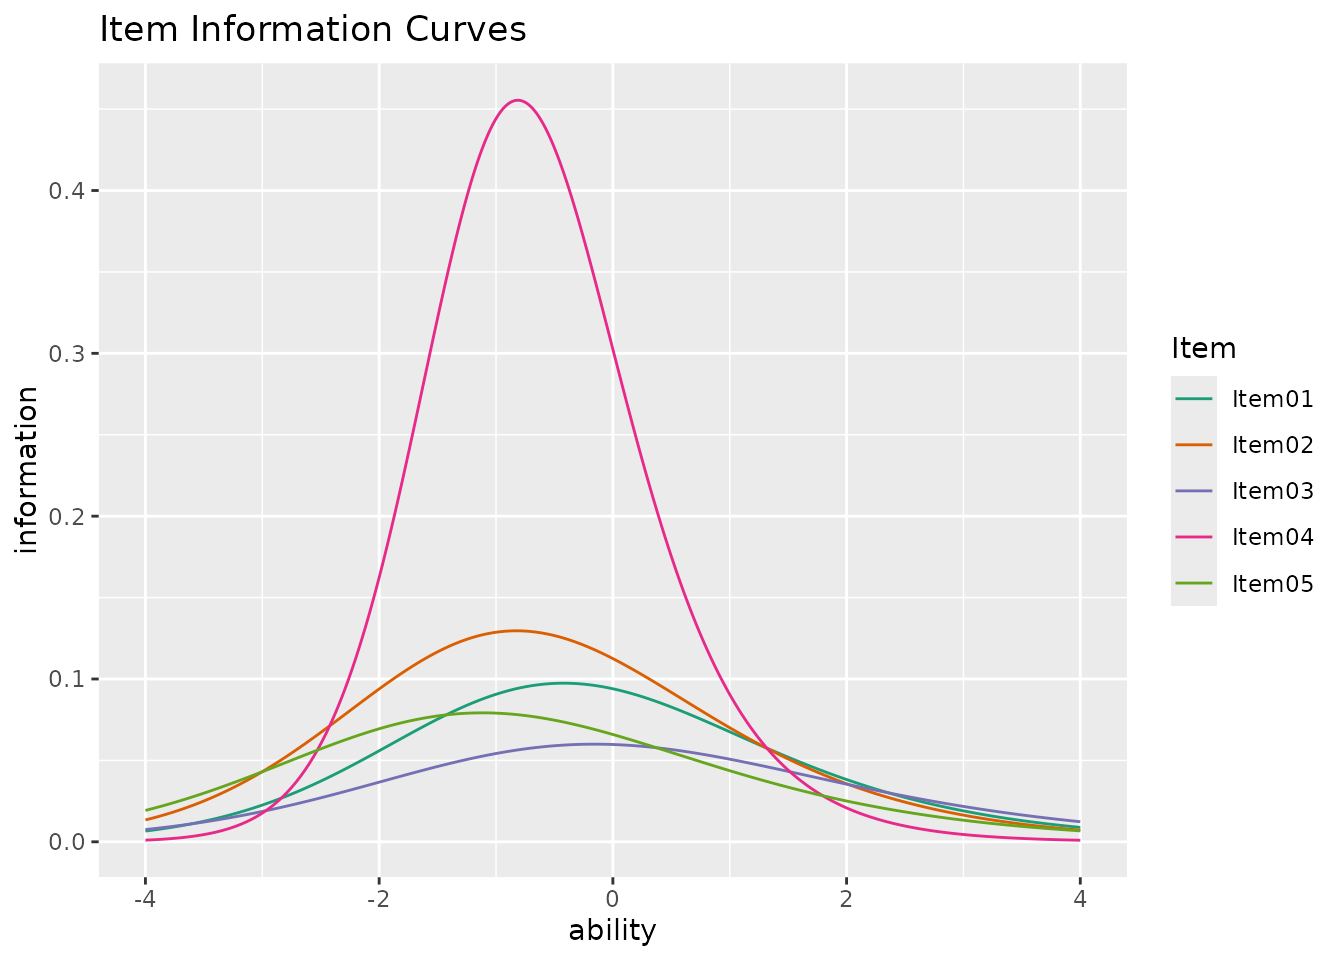 Item Information Curves
information
0.4
0.3
0.2
0.1
0.0
-4
-2
0
2
4
ability
Item
Item01
Item02
Item03
Item04
Item05